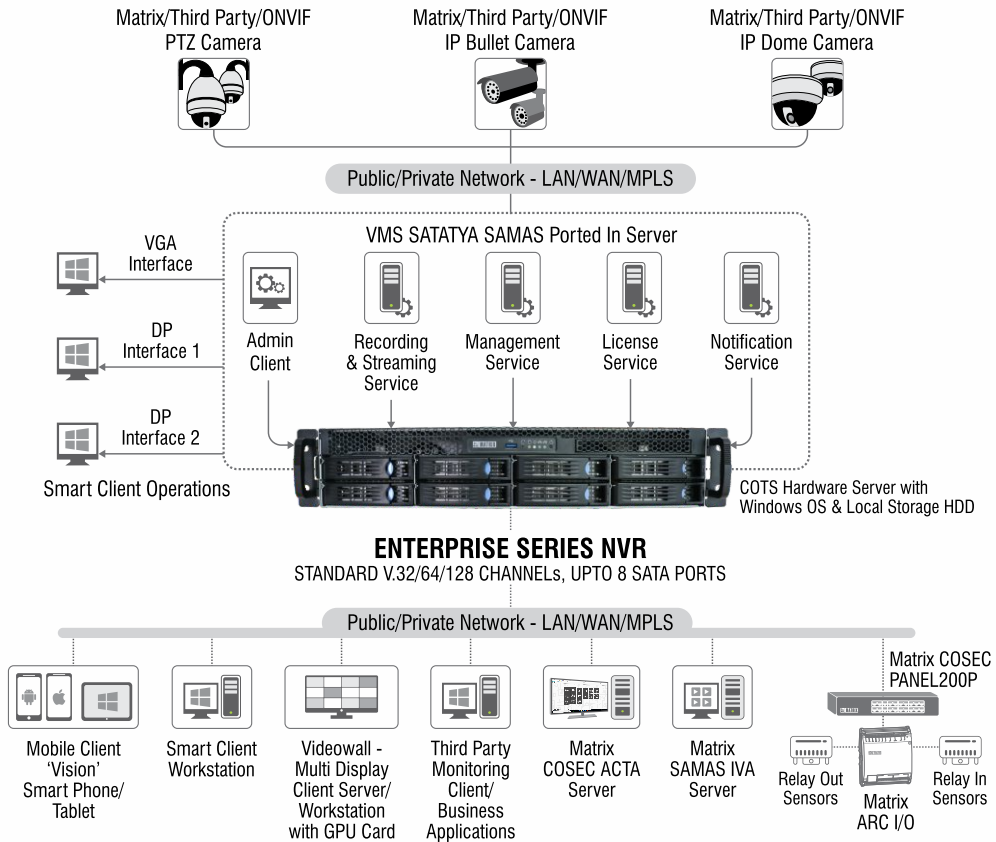 Matrix/Third Party/ONVIF
PTZ Camera
Matrix/Third Party/ONVIF
IP Bullet Camera
Matrix/Third Party/ONVIF
IP Dome Camera
Public/Private Network - LAN/WAN/MPLS
VMS SATATYA SAMAS Ported In Server
VGA
Interface
DP
Interface 1
DP
Interface 2
Smart Client Operations
Admin
Client
Recording
& Streaming
Service
Management
Service
License
Service
Notification
Service
COTS Hardware Server with
Windows OS & Local Storage HDD
ENTERPRISE SERIES NVR
STANDARD V.32/64/128 CHANNELs, UPTO 8 SATA PORTS
Public/Private Network - LAN/WAN/MPLS
Mobile Client
‘Vision’
Smart Phone/
Tablet
Smart Client
Workstation
Videowall -
Multi Display
Client Server/
Workstation
with GPU Card
Third Party
Monitoring
Client/
Business
Applications
Matrix
COSEC ACTA
Server
Matrix
SAMAS IVA
Server
Matrix COSEC
PANEL200P
Relay Out
Sensors
Matrix
ARC I/O
Relay In
Sensors